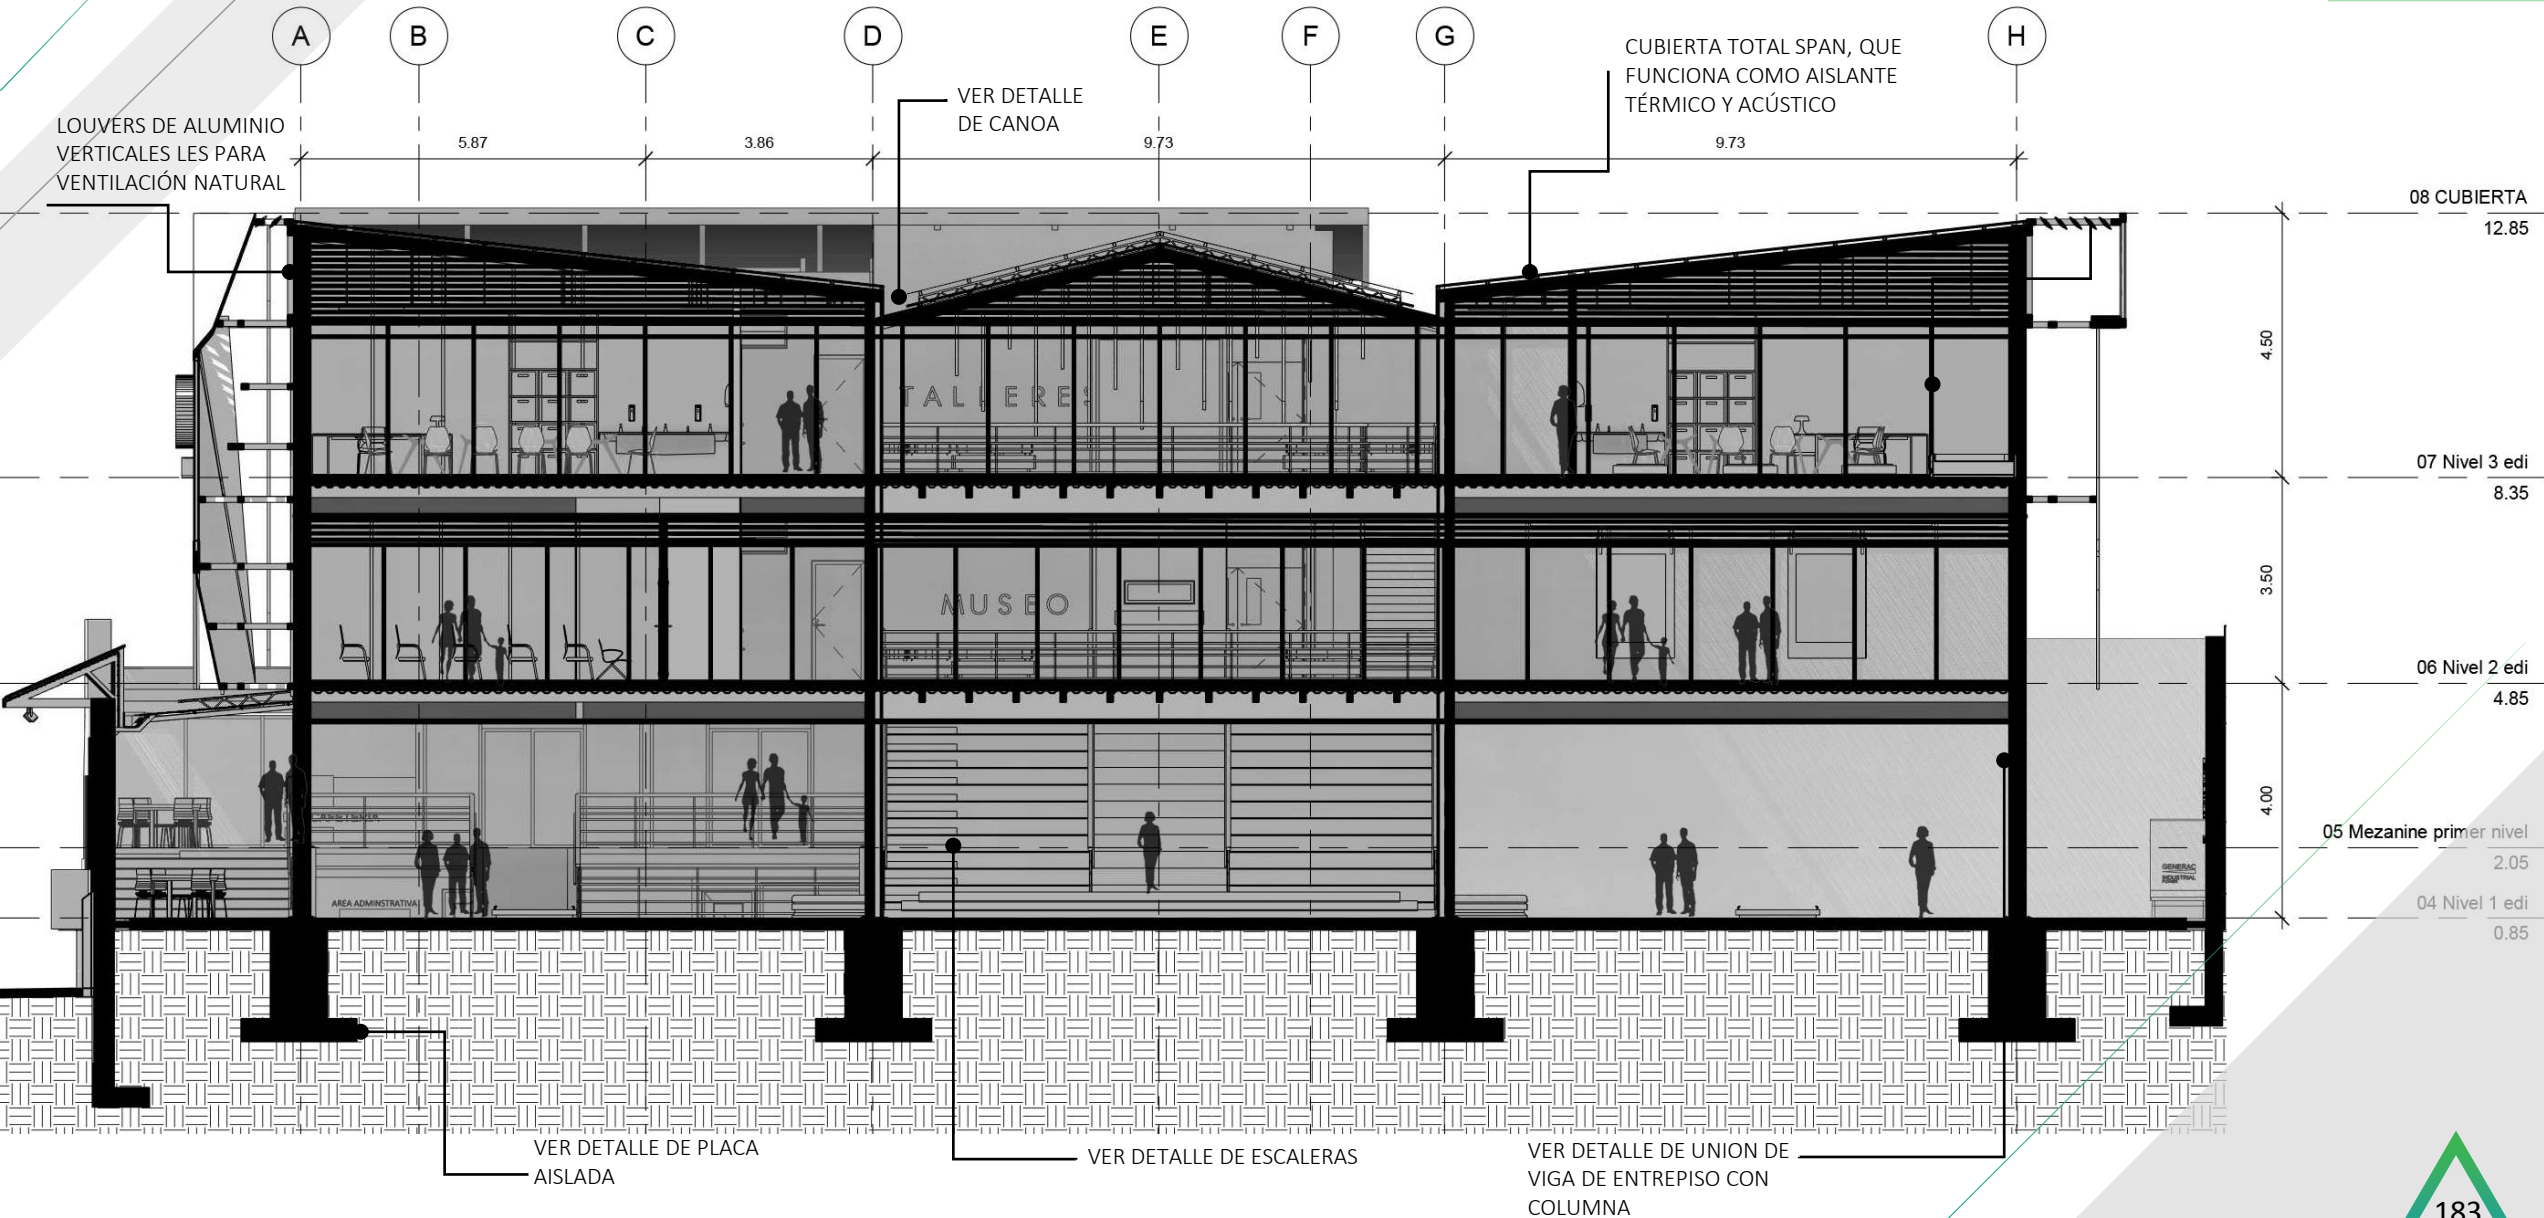 A
B
C
D
E
F
G
H
LOUVERS DE ALUMINIO
VERTICALES LES PARA
VENTILACIÓN NATURAL
VER DETALLE
DE CANOA
CUBIERTA TOTAL SPAN, QUE
FUNCIONA COMO AISLANTE
TÉRMICO Y ACÚSTICO
5.87
3.86
9.73
9.73
08 CUBIERTA
12.85
4.50
TALLERES
07 Nivel 3 edi
8.35
3.50
MUSEO
06 Nivel 2 edi
4.85
4.00
05 Mezanine primer nivel
2.05
GENERAC
INDUSTRIAL
POWER
AREA ADMINSTRATIVA
04 Nivel 1 edi
0.85
VER DETALLE DE PLACA
AISLADA
VER DETALLE DE ESCALERAS
VER DETALLE DE UNION DE
VIGA DE ENTREPISO CON
COLUMNA
183